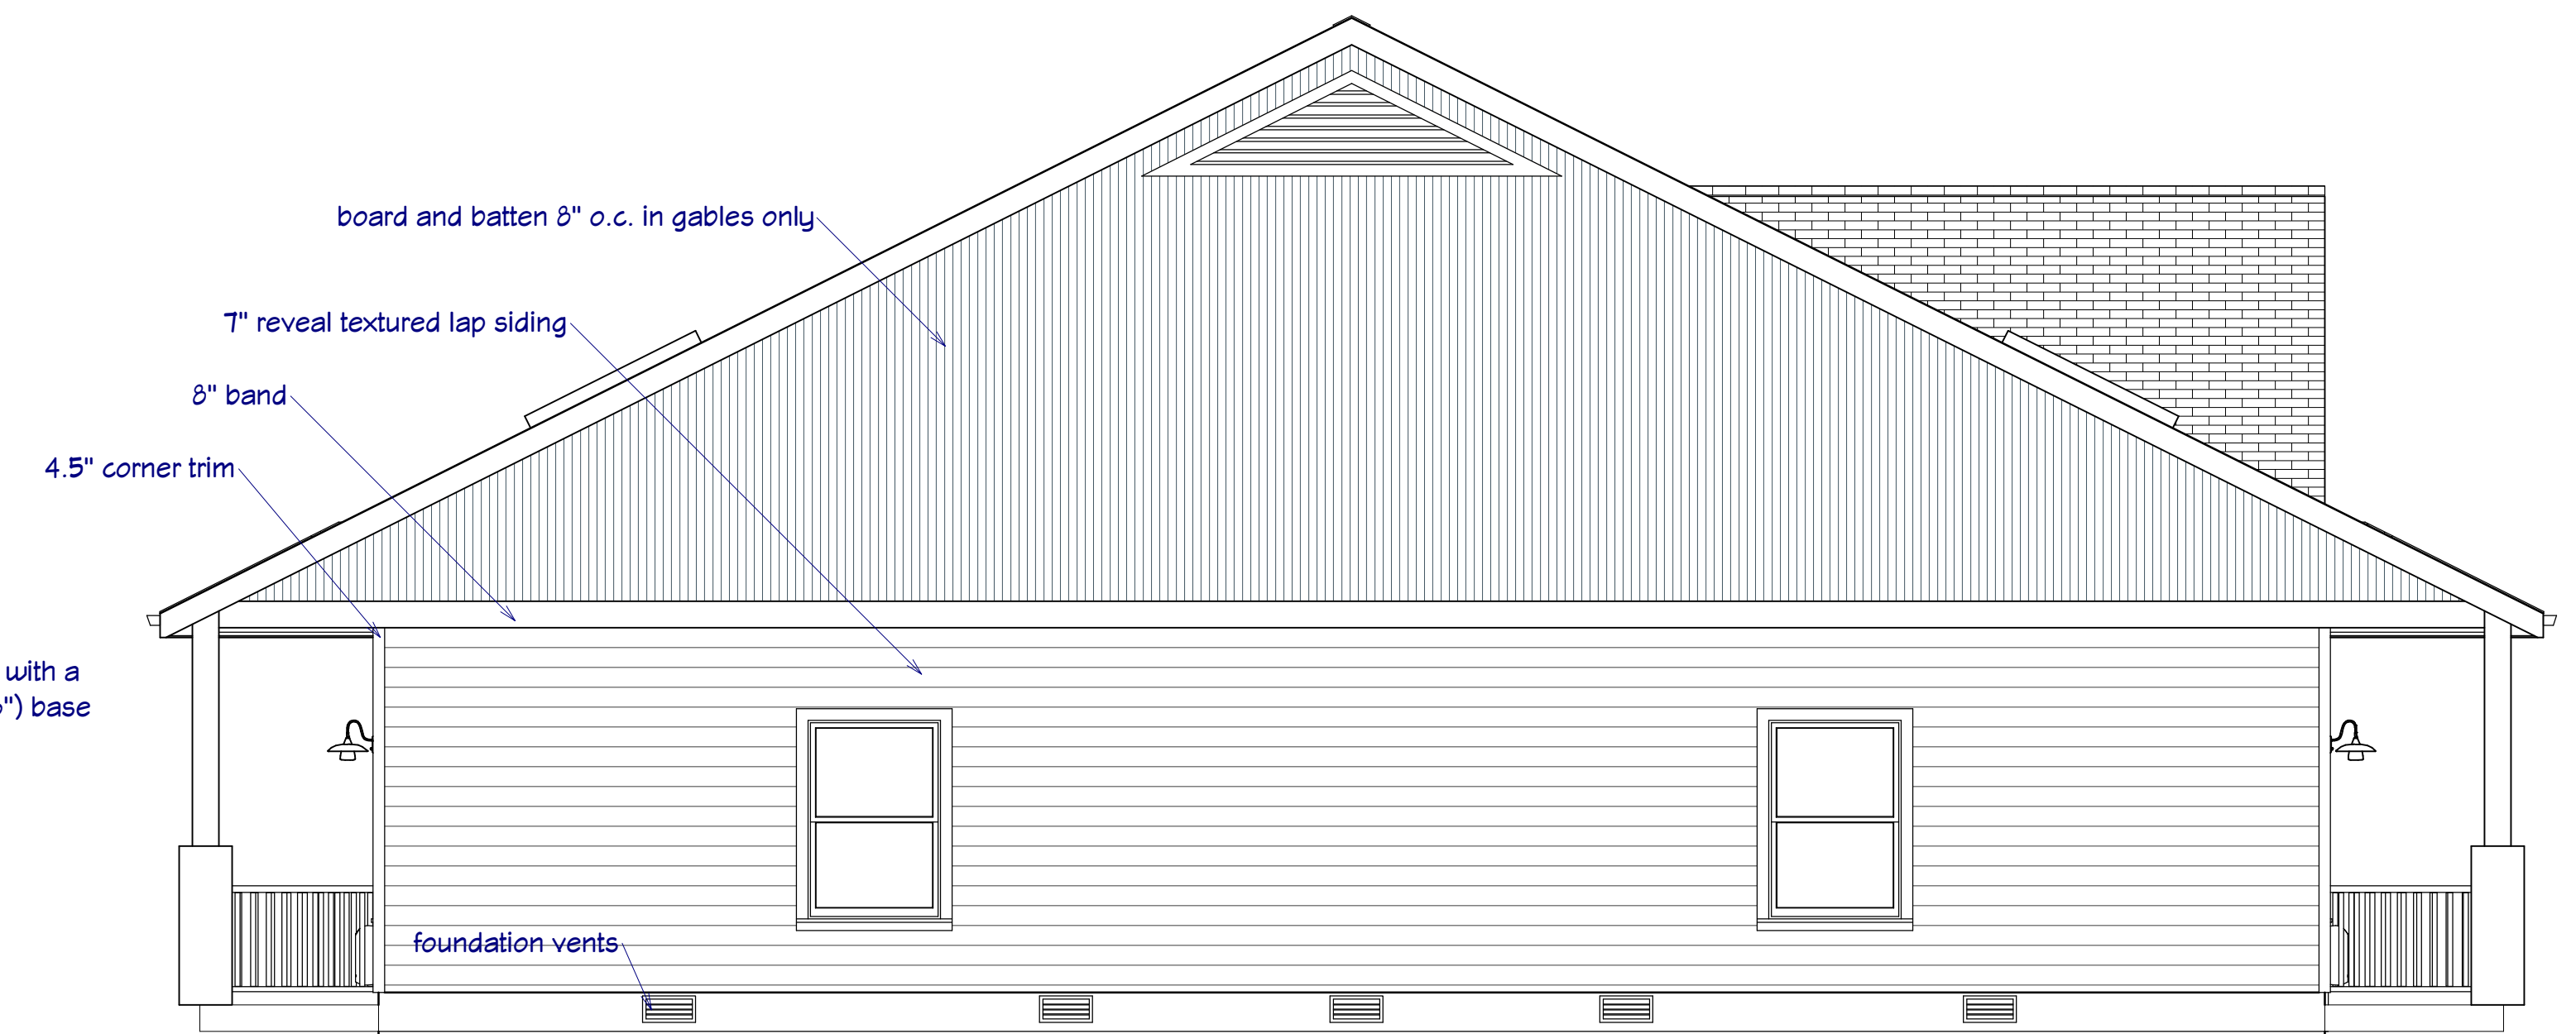 board and batten 8" o.c. in gables only
7" reveal textured lap siding
8" band
4.5" corner trim
with a
") base
foundation vents